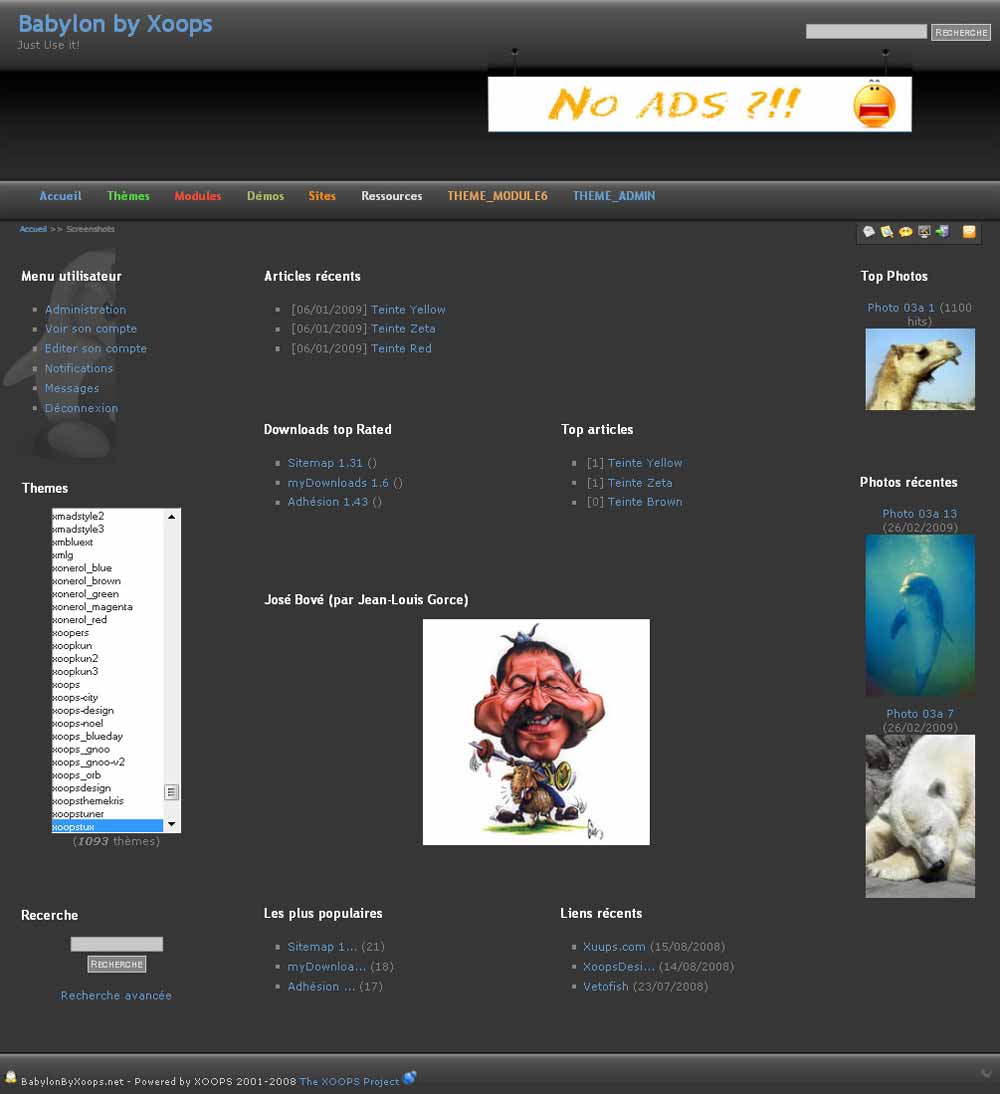 Babylon by Xoops
Just Use it!
RECHERCHE
NO ADS ?!!
Accueil Thèmes Modules Démos Sites Ressources THEME_MODULE6 THEME_ADMIN
Accueil >> Screenshots
Menu utilisateur
Administration
Voir son compte
Editer son compte
Notifications
Messages
Déconnexion
Themes
xmadstyle2
xmadstyle3
xmbluext
xmlg
xonerol_blue
xonerol_brown
xonerol_green
xonerol_magenta
xonerol_red
xoopers
xoopkun
xoopkun2
xoopkun3
xoops
xoops-city
xoops-design
xoops-noel
xoops_blueday
xoops_gnoo
xoops_gnoo-v2
xoops_orb
xoopsdesign
xoopsthemekris
xoopstuner
xoopstux
(1093 thèmes)
Recerche
RECHERCHE
Recherche avancée
Articles récents
[06/01/2009] Teinte Yellow
[06/01/2009] Teinte Zeta
[06/01/2009] Teinte Red
Downloads top Rated
Sitemap 1.31 ()
myDownloads 1.6 ()
Adhésion 1.43 ()
Top articles
[1] Teinte Yellow
[1] Teinte Zeta
[0] Teinte Brown
José Bové (par Jean-Louis Gorce)
Les plus populaires
Sitemap 1... (21)
myDownloa... (18)
Adhésion ... (17)
Liens récents
Xuups.com (15/08/2008)
XoopsDesi... (14/08/2008)
Vetofish (23/07/2008)
Top Photos
Photo 03a 1 (1100
hits)
Photos récentes
Photo 03a 13
(26/02/2009)
Photo 03a 7
(26/02/2009)
BabylonByXoops.net - Powered by XOOPS 2001-2008 The XOOPS Project